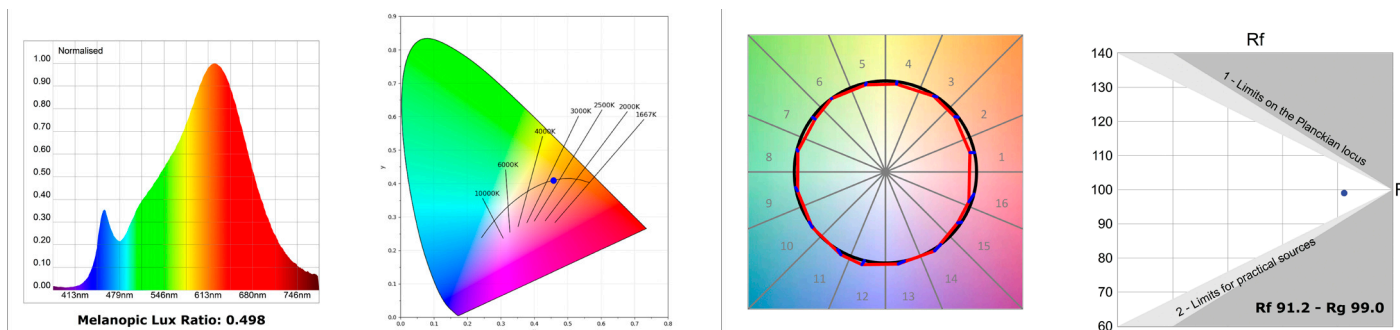 Normalised
1.00
0.90
0.80
0.70
0.60
0.50
0.40
0.30
0.20
0.10
0.00
413nm 479nm 546nm 613nm 680nm 746nm
Melanopic Lux Ratio: 0.498
0.9
0.8
0.7
0.6
0.5
0.4
0.3
0.2
0.1
0.0
y
0.0 0.1 0.2 0.3 0.4 0.5 0.6 0.7 0.8
10000K
6000K
4000K
3000K
2500K
2000K
1667K
1
2
3
4
5
6
7
8
9
10
11
12
13
14
15
16
Rf
140
130
120
110
100
90
80
70
60
1 - Limits on the Planckian locus
2 - Limits for practical sources
Rf 91.2 - Rg 99.0